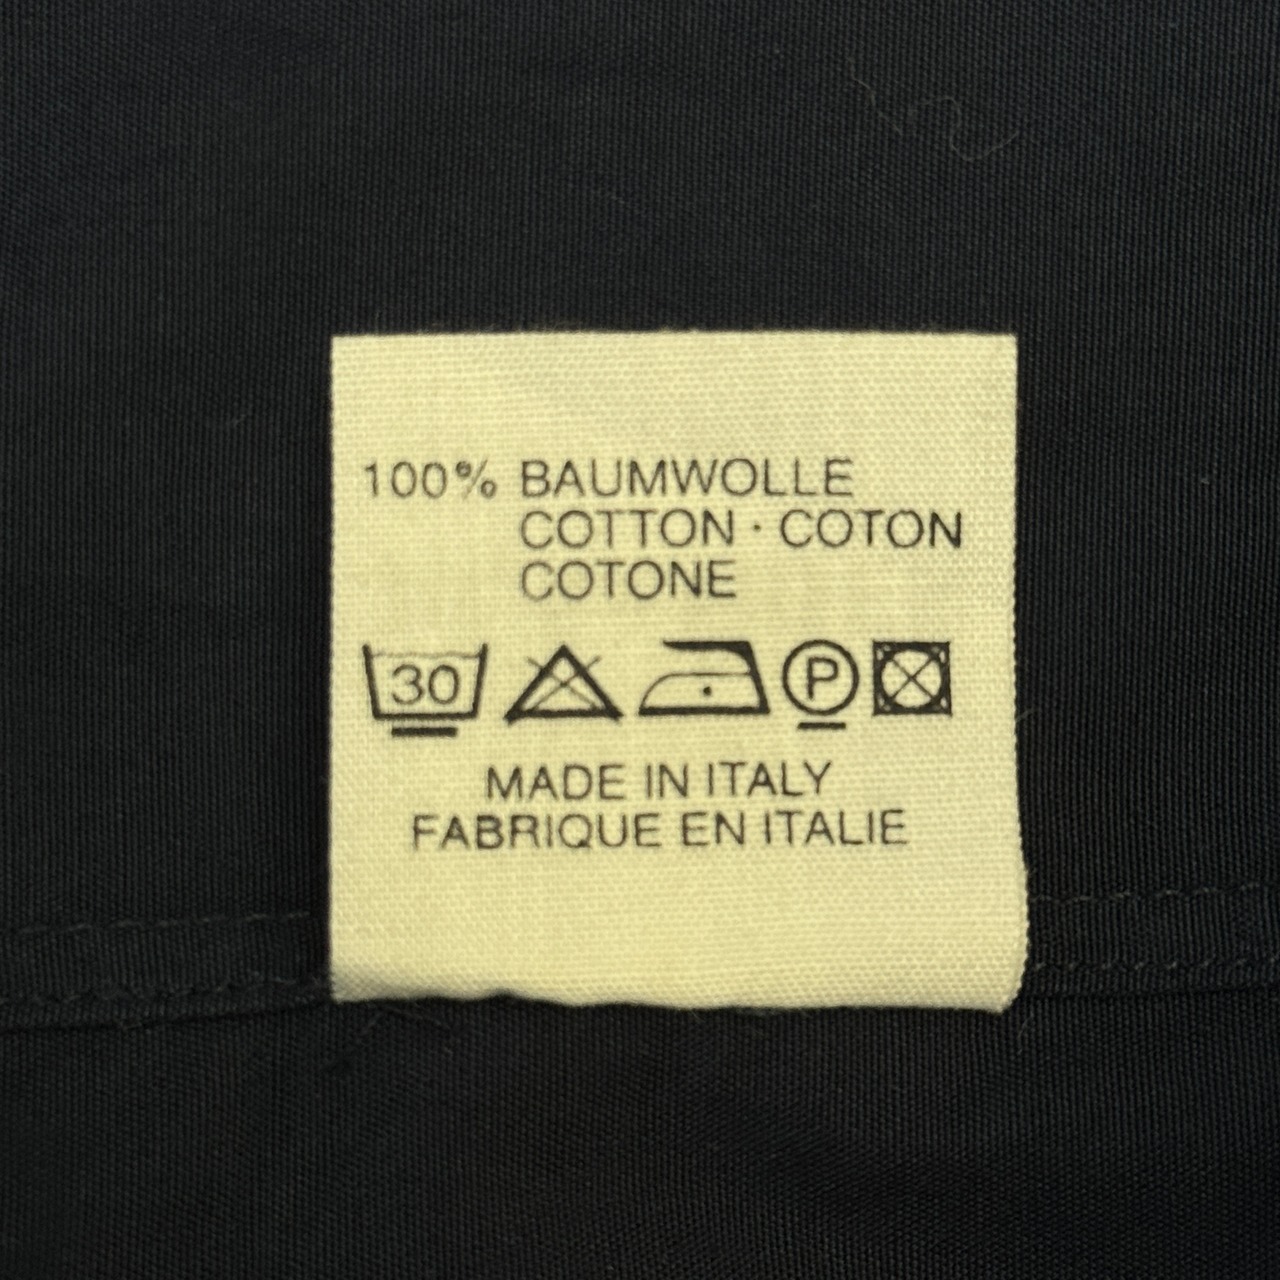 100% BAUMWOLLE
COTTON · COTON
COTONE
30 P
MADE IN ITALY
FABRIQUE EN ITALIE